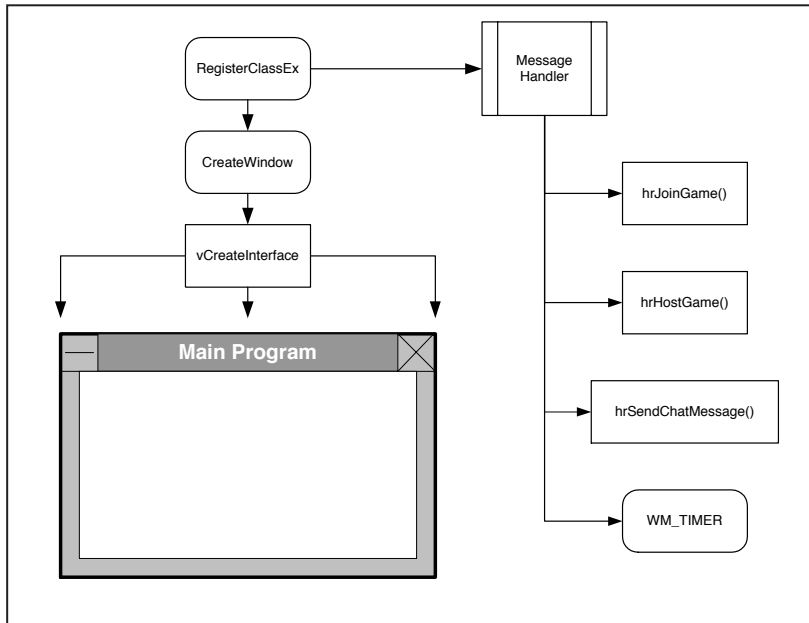 RegisterClassEx
Message
Handler
CreateWindow
hrJoinGame()
vCreateInterface
hrHostGame()
Main Program
hrSendChatMessage()
WM_TIMER